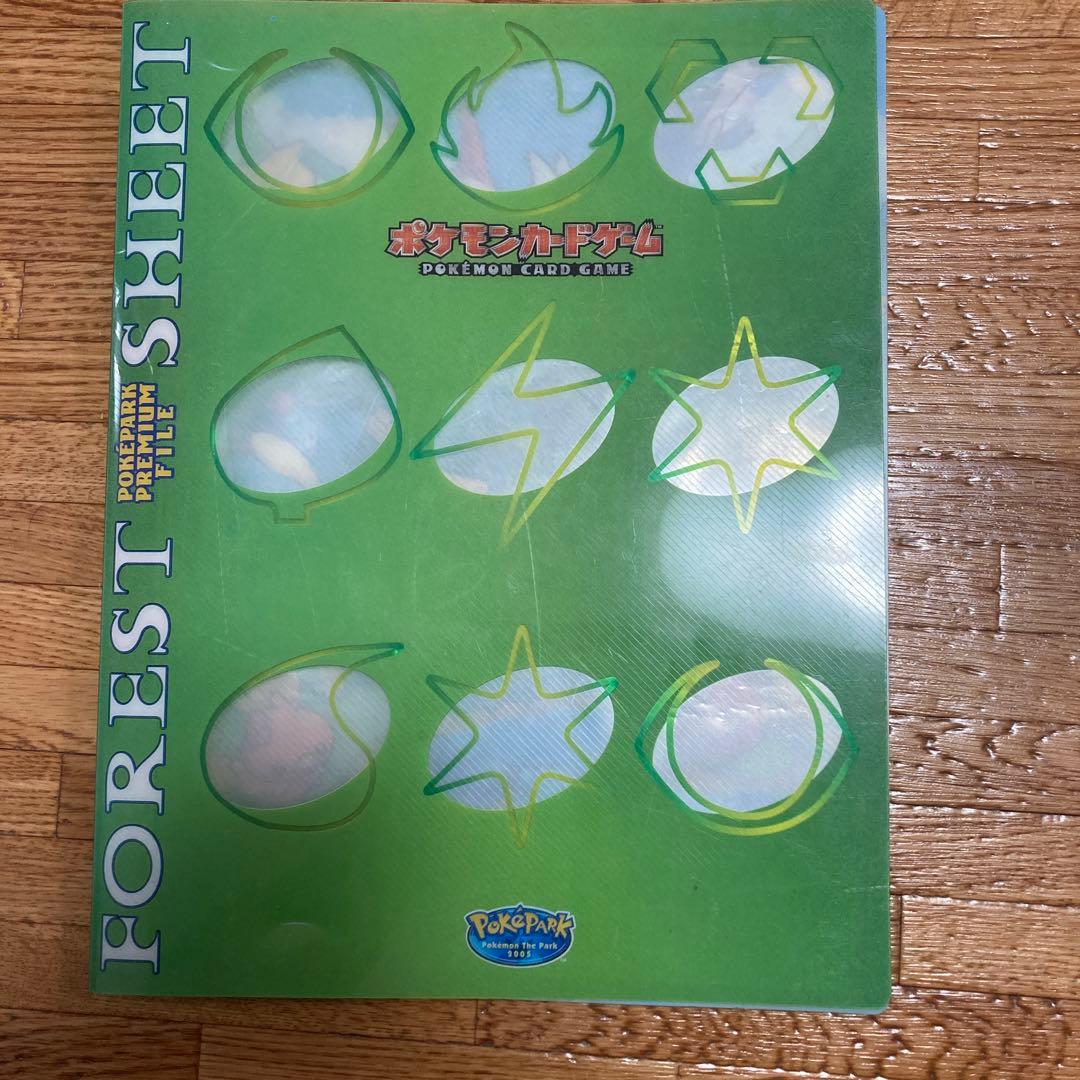 FOREST SHEET
POKÉPARK
PREMIUM
FILE
ポケモンカードゲーム
POKÉMON CARD GAME
POKéPARK
Pokémon The Park
2005
TM